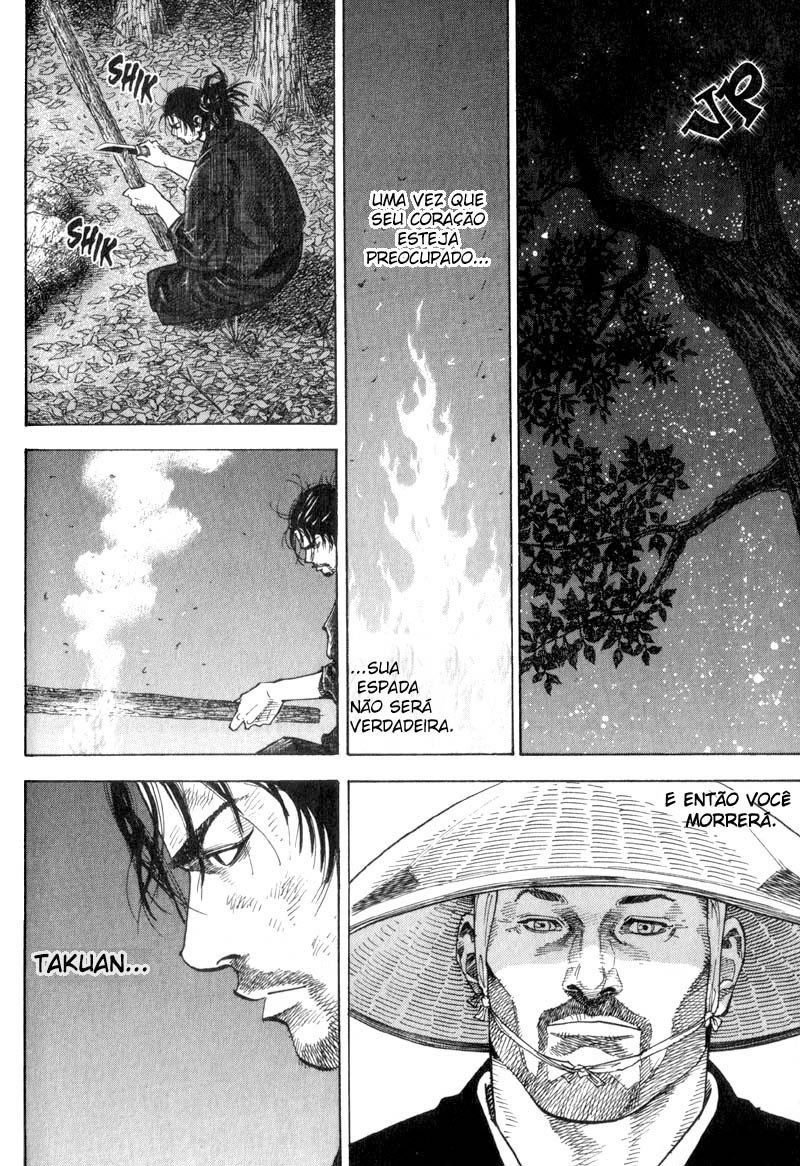 VP
UMA VEZ QUE
SEU CORAÇÃO
ESTEJA
PREOCUPADO...
...SUA
ESPADA
NÃO SERÁ
VERDADEIRA.
SHIK
SHIK
E ENTÃO VOCÊ
MORRERÁ.
TAKUAN...